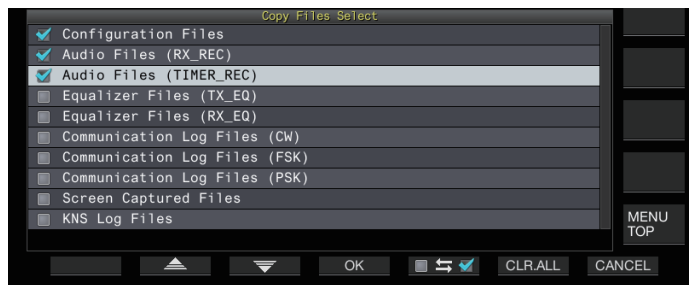 Copy Files Select
Configuration Files
Audio Files (RX_REC)
Audio Files (TIMER_REC)
Equalizer Files (TX_EQ)
Equalizer Files (RX_EQ)
Communication Log Files (CW)
Communication Log Files (FSK)
Communication Log Files (PSK)
Screen Captured Files
KNS Log Files
MENU
TOP
OK
CLR.ALL
CANCEL